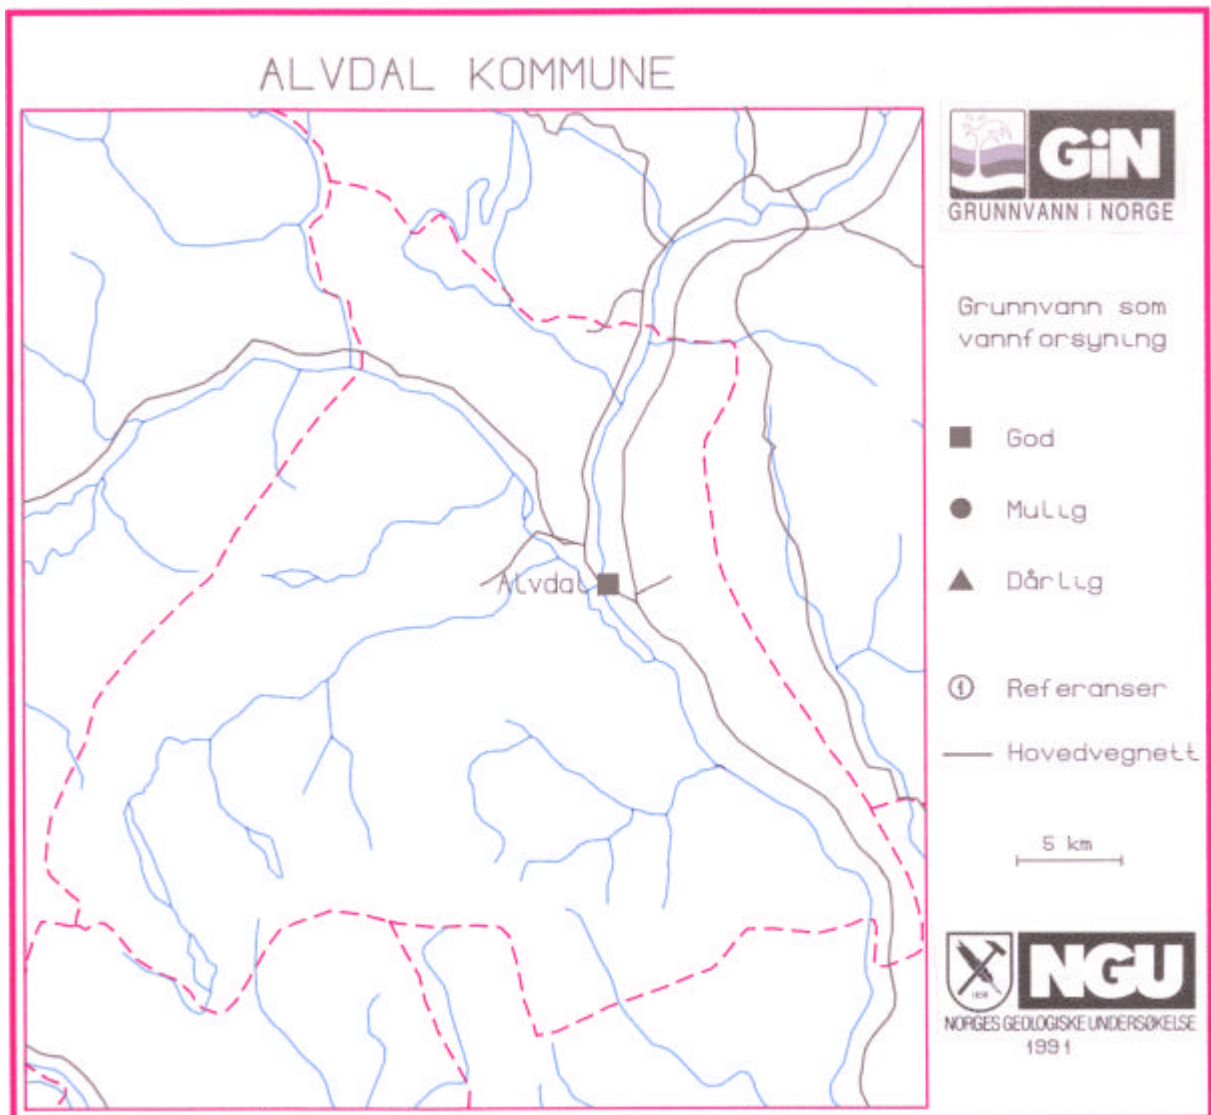 ALVDAL KOMMUNE
GiN
GRUNNVANN i NORGE
Grunnvann som
vannforsyning
God
Mulig
Dårlig
1 Referanser
Hovedvegnett
5 km
Alvdal
NGU
NORGES GEOLOGISKE UNDERSØKELSE
1991